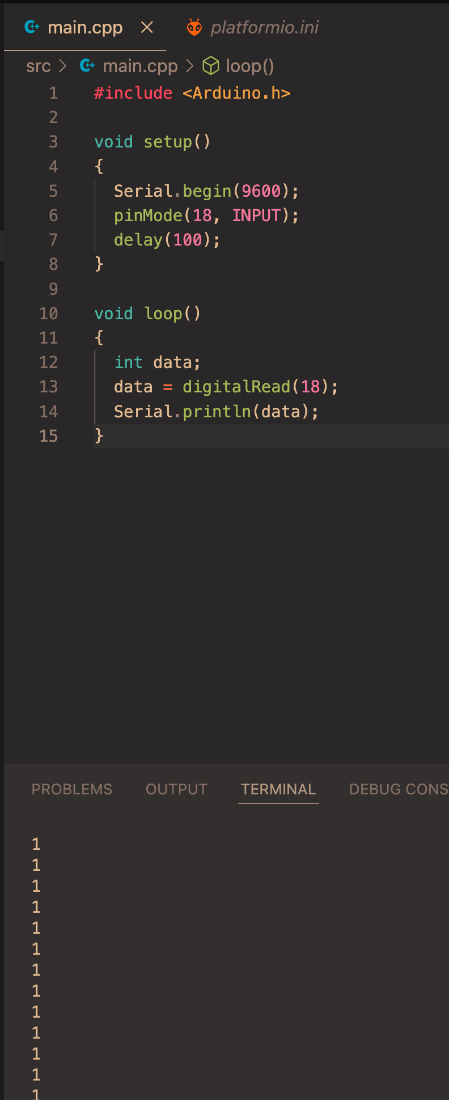 main.cpp platformio.ini
src > main.cpp > loop()
1 #include <Arduino.h>
2
3 void setup()
4 {
5 Serial.begin(9600);
6 pinMode(18, INPUT);
7 delay(100);
8 }
9
10 void loop()
11 {
12 int data;
13 data = digitalRead(18);
14 Serial.println(data);
15 }
PROBLEMS OUTPUT TERMINAL DEBUG CONS
1
1
1
1
1
1
1
1
1
1
1
1
1